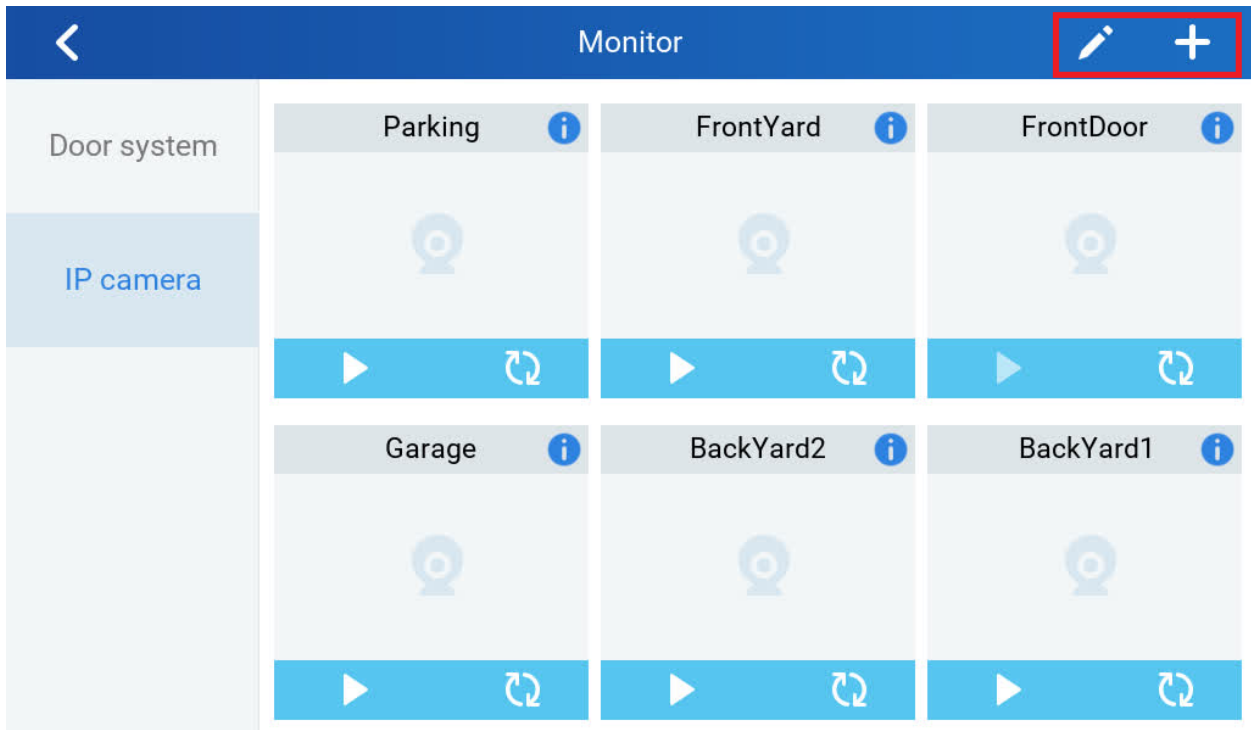 Monitor
Door system
IP camera
Parking
FrontYard
FrontDoor
Garage
BackYard2
BackYard1